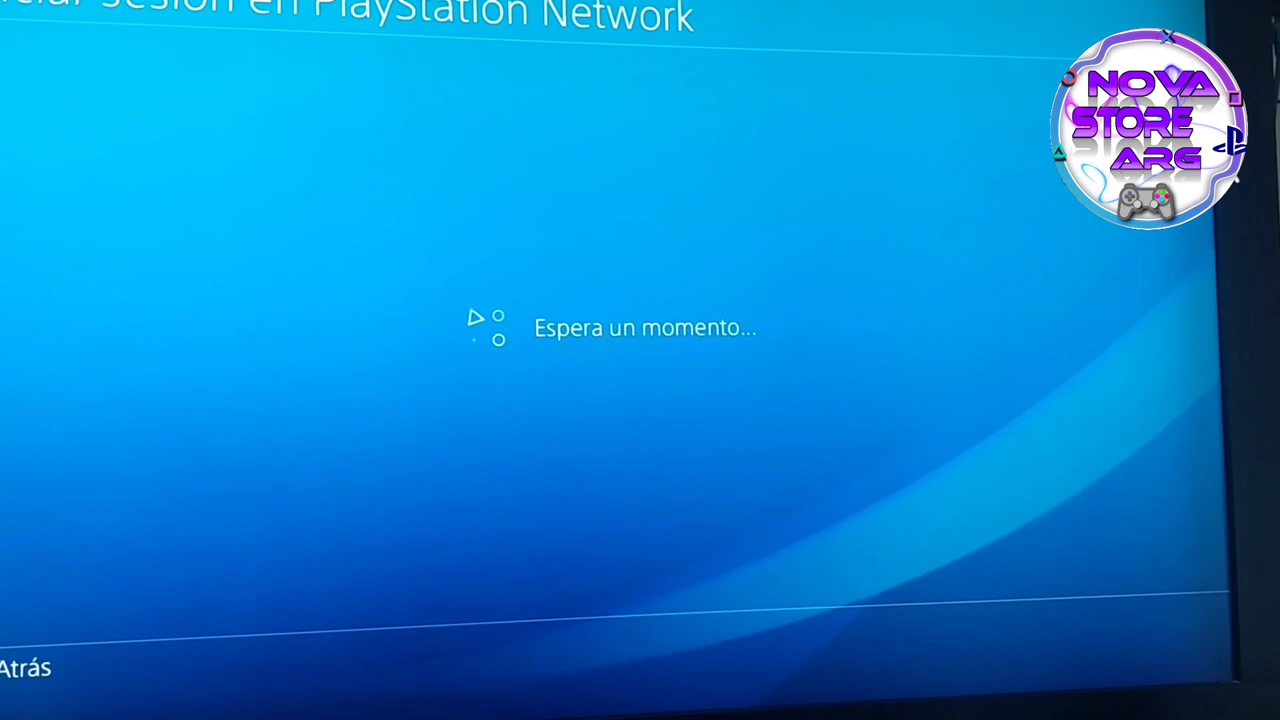 sesión en PlayStation Network
NOVA
STORE
ARG
Espera un momento...
Atrás